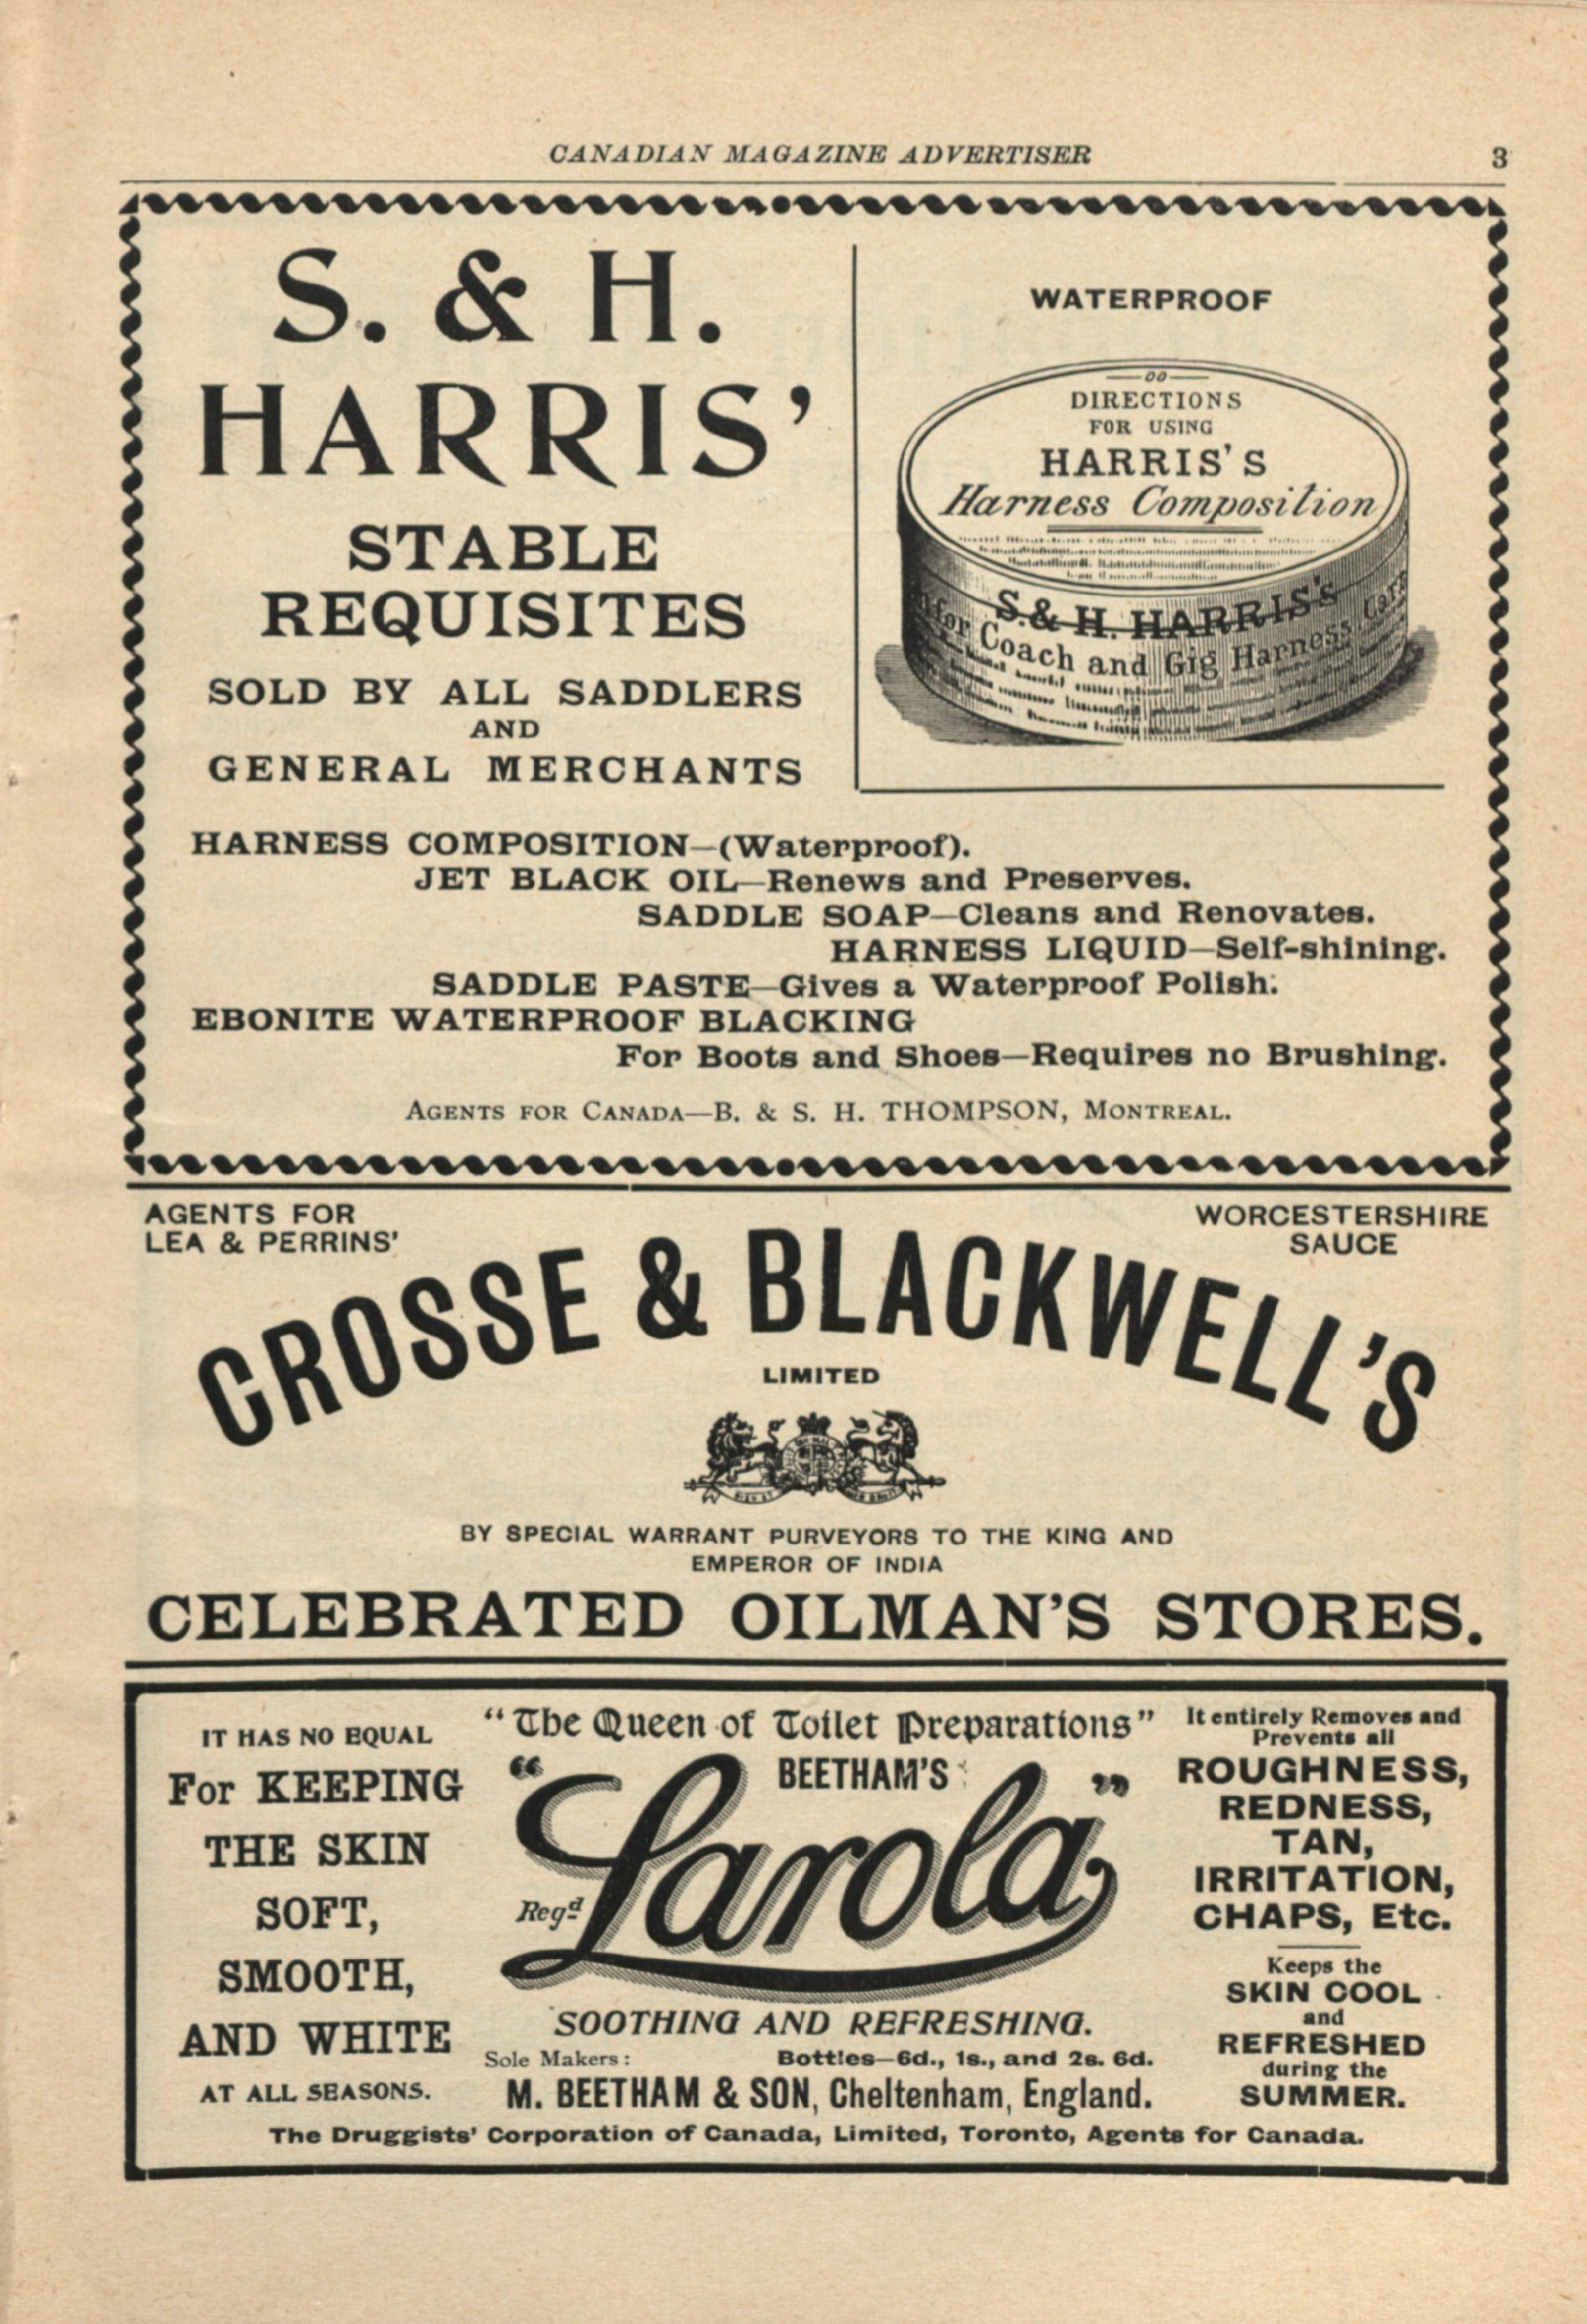 CANADIAN MAGAZINE ADVERTISER 3
S. & H.
HARRIS'
STABLE
REQUISITES
SOLD BY ALL SADDLERS
AND
GENERAL MERCHANTS
WATERPROOF
DIRECTIONS
FOR USING
HARRIS'S
Harness Composition
S. & H. HARRIS'S
for Coach and Gig Harness
HARNESS COMPOSITION—(Waterproof).
JET BLACK OIL—Renews and Preserves.
SADDLE SOAP—Cleans and Renovates.
HARNESS LIQUID—Self-shining.
SADDLE PASTE—Gives a Waterproof Polish.
EBONITE WATERPROOF BLACKING
For Boots and Shoes—Requires no Brushing.
AGENTS FOR CANADA—B. & S. H. THOMPSON, MONTREAL.
AGENTS FOR
LEA & PERRINS'
WORCESTERSHIRE
SAUCE
CROSSE & BLACKWELL'S
LIMITED
BY SPECIAL WARRANT PURVEYORS TO THE KING AND
EMPEROR OF INDIA
CELEBRATED OILMAN'S STORES.
IT HAS NO EQUAL
For KEEPING
THE SKIN
SOFT,
SMOOTH,
AND WHITE
AT ALL SEASONS.
"The Queen of Toilet Preparations"
BEETHAM'S
"Larola"
Regd
SOOTHING AND REFRESHING.
Sole Makers: Bottles—6d., 1s., and 2s. 6d.
M. BEETHAM & SON, Cheltenham, England.
It entirely Removes and
Prevents all
ROUGHNESS,
REDNESS,
TAN,
IRRITATION,
CHAPS, Etc.
Keeps the
SKIN COOL
and
REFRESHED
during the
SUMMER.
The Druggists' Corporation of Canada, Limited, Toronto, Agents for Canada.